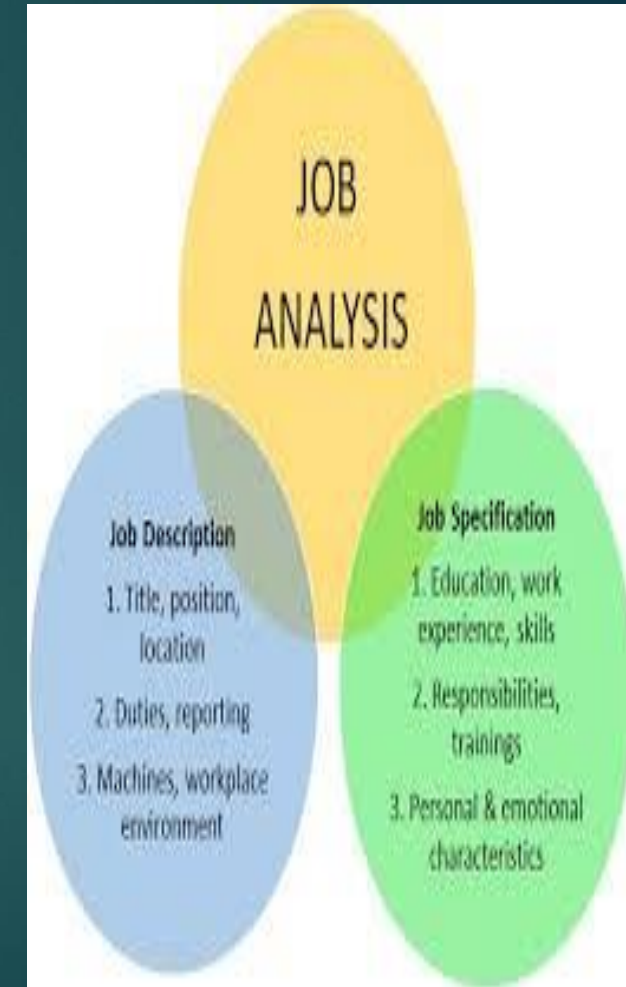 JOB
ANALYSIS
Job Description
1. Title, position,
location
2. Duties, reporting
3. Machines, workplace
environment
Job Specification
1. Education, work
experience, skills
2. Responsibilities,
trainings
3. Personal & emotional
characteristics